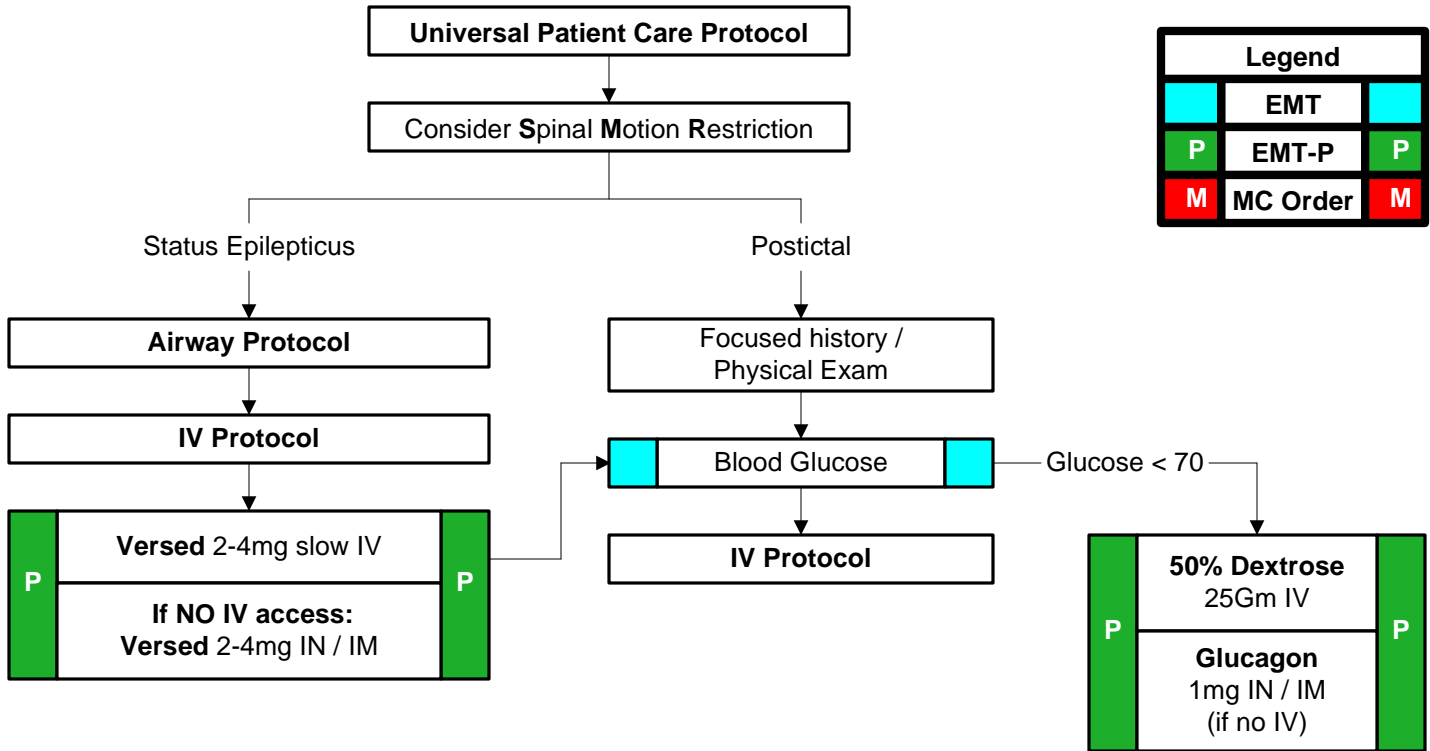 Universal Patient Care Protocol
Legend
EMT
P EMT-P P
M MC Order M
Consider Spinal Motion Restriction
Status Epilepticus
Postictal
Airway Protocol
Focused history /
Physical Exam
IV Protocol
Blood Glucose
Glucose < 70
P P
Versed 2-4mg slow IV
If NO IV access:
Versed 2-4mg IN / IM
IV Protocol
P P
50% Dextrose
25Gm IV
Glucagon
1mg IN / IM
(if no IV)